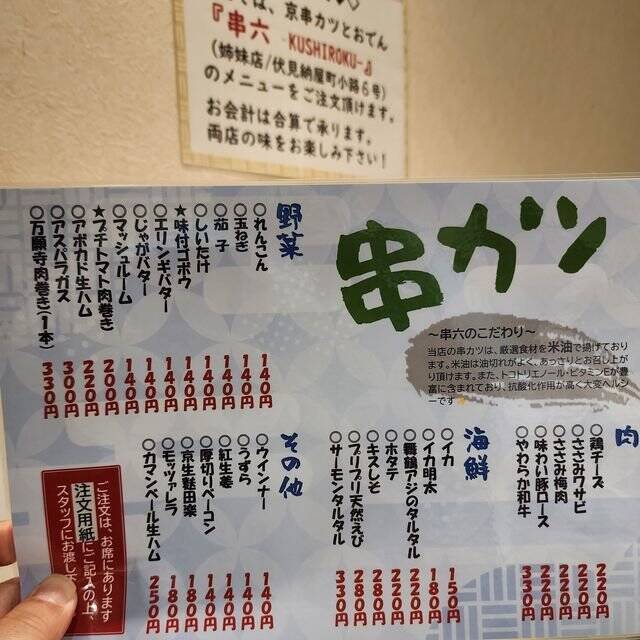 では、京串カツとおでん
『串六 KUSHIROKU-』
(姉妹店/伏見納屋町小路6号)
のメニューをご注文頂けます。
お会計は合算で承ります。
両店の味をお楽しみ下さい!
串カツ
～串六のこだわり～
当店の串カツは、厳選食材を米油で揚げており
ます。米油は油切れがよく、あっさりとお召し上が
り頂けます。また、トコトリエノール・ビタミンEが豊
富に含まれており、抗酸化作用が高く大変ヘルシ
ーです
野菜
○れんこん 140円
○玉ねぎ 140円
○茄子 140円
○しいたけ 140円
★味付ゴボウ 140円
○エリンギバター 140円
○じゃがバター 140円
○マッシュルーム 140円
★プチトマト肉巻き 200円
○アボカド生ハム 220円
○アスパラガス 300円
○万願寺肉巻き(1本) 330円
肉
○鶏チーズ 220円
○ささみワサビ 220円
○ささみ梅肉 220円
○味わい豚ロース 220円
○やわらか和牛 330円
海鮮
○イカ 150円
○イカ明太 180円
○舞鶴アジのタルタル 220円
○ホタテ 220円
○キスしそ 280円
○プリプリ天然えび 280円
○サーモンタルタル 330円
その他
○ウインナー 140円
○うずら 140円
○紅生姜 140円
○厚切りベーコン 140円
○京生麩田楽 180円
○モッツァレラ 180円
○カマンベール生ハム 250円
ご注文は、お席にあります
注文用紙にご記入の上、
スタッフにお渡し下